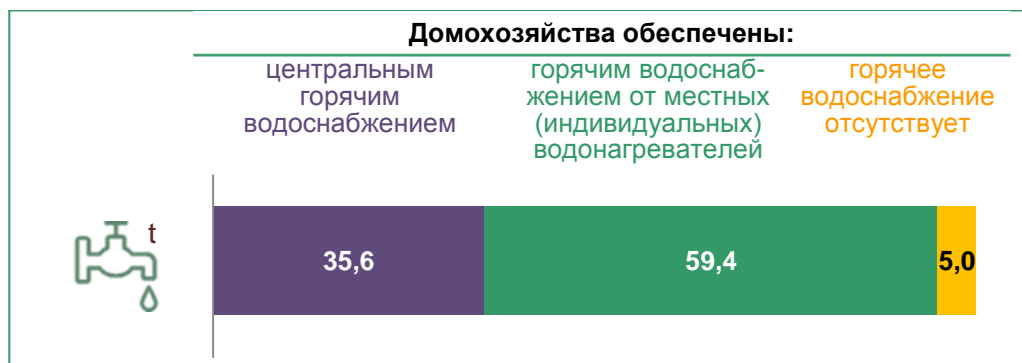 Домохозяйства обеспечены:
центральным
горячим
водоснабжением
горячим водоснаб-
жением от местных
(индивидуальных)
водонагревателей
горячее
водоснабжение
отсутствует
t
35,6
59,4
5,0